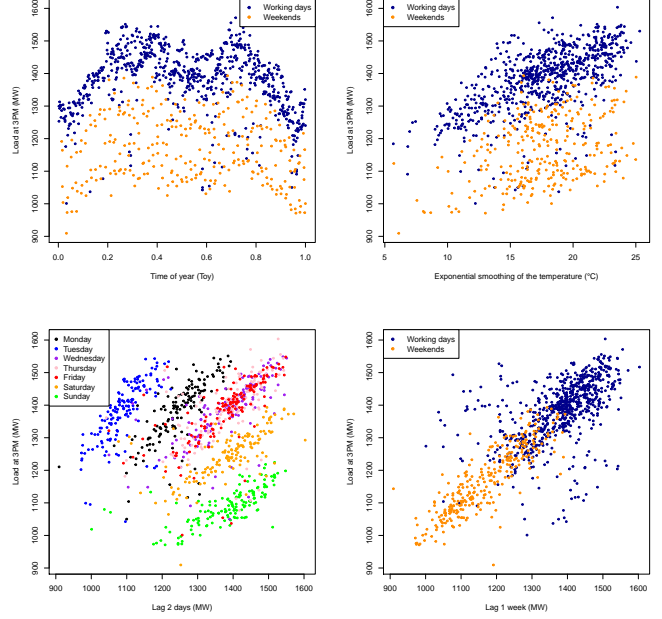 Working days
Weekends
Load at 3PM (MW)
900 1000 1100 1200 1300 1400 1500 1600
0.0 0.2 0.4 0.6 0.8 1.0
Time of year (Toy)
Working days
Weekends
Load at 3PM (MW)
900 1000 1100 1200 1300 1400 1500 1600
5 10 15 20 25
Exponential smoothing of the temperature (°C)
Monday
Tuesday
Wednesday
Thursday
Friday
Saturday
Sunday
Load at 3PM (MW)
900 1000 1100 1200 1300 1400 1500 1600
900 1000 1100 1200 1300 1400 1500 1600
Lag 2 days (MW)
Working days
Weekends
Load at 3PM (MW)
900 1000 1100 1200 1300 1400 1500 1600
900 1000 1100 1200 1300 1400 1500 1600
Lag 1 week (MW)